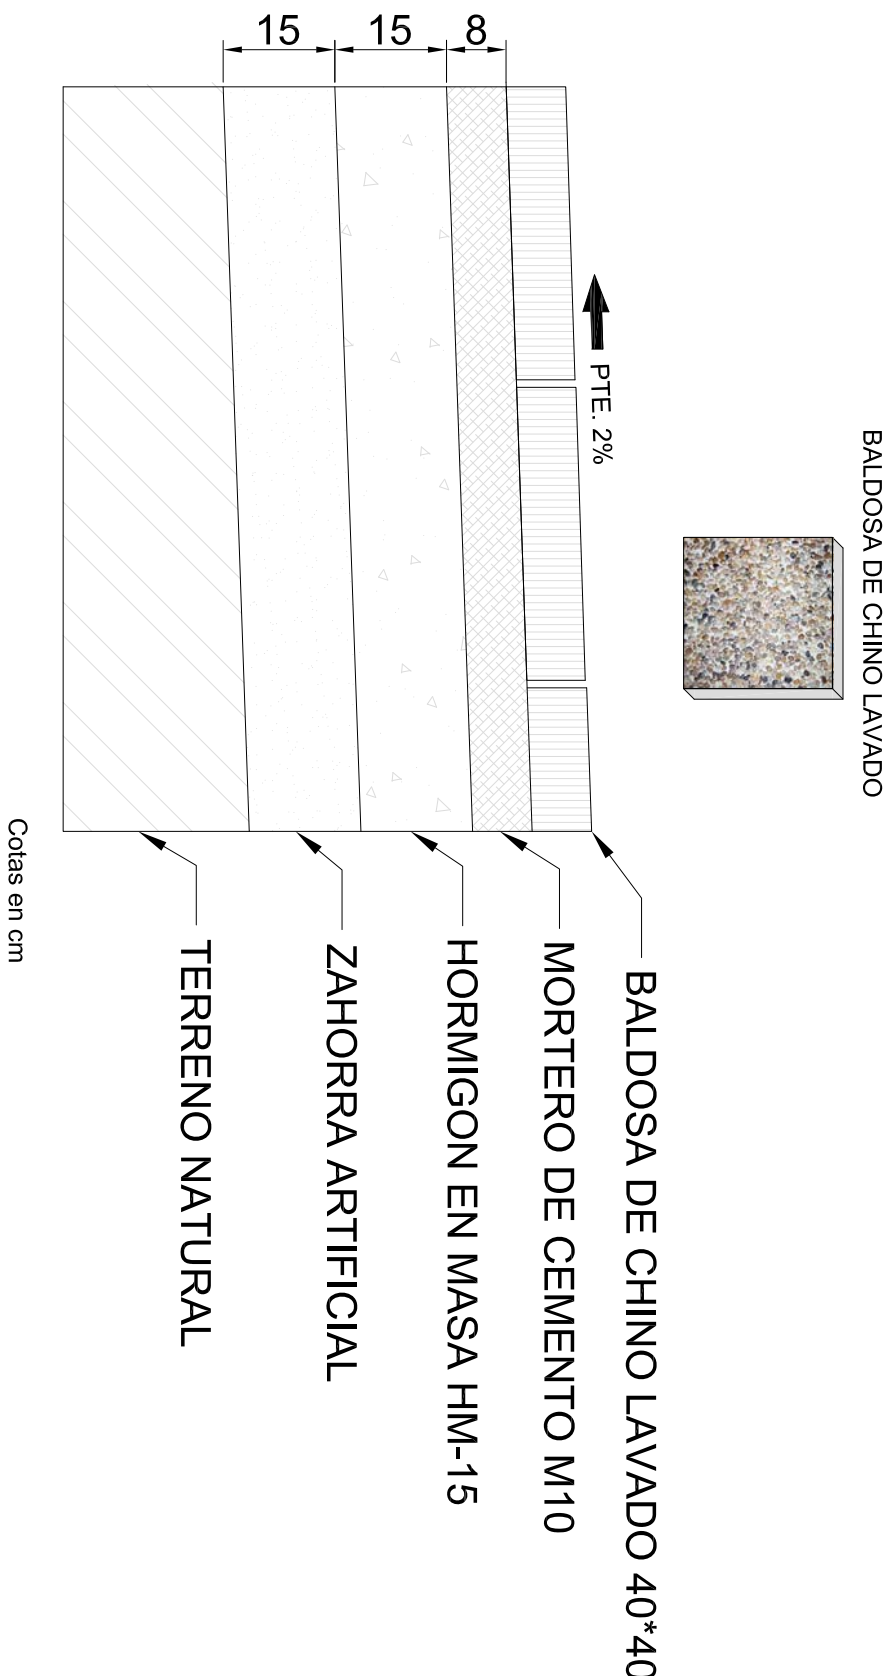 BALDOSA DE CHINO LAVADO
PTE. 2%
BALDOSA DE CHINO LAVADO 40*40
MORTERO DE CEMENTO M10
HORMIGON EN MASA HM-15
ZAHORRA ARTIFICIAL
TERRENO NATURAL
15
15
8
Cotas en cm